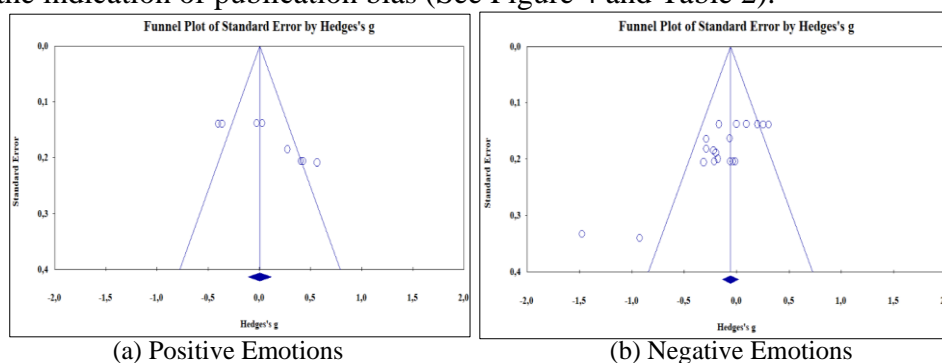 the indication of publication bias (See Figure 4 and Table 2).
Funnel Plot of Standard Error by Hedges's g
0,0
0,1
0,2
0,3
0,4
Standard Error
-2,0 -1,5 -1,0 -0,5 0,0 0,5 1,0 1,5 2,0
Hedges's g
Funnel Plot of Standard Error by Hedges's g
0,0
0,1
0,2
0,3
0,4
Standard Error
-2,0 -1,5 -1,0 -0,5 0,0 0,5 1,0 1,5 2,0
Hedges's g
(a) Positive Emotions (b) Negative Emotions